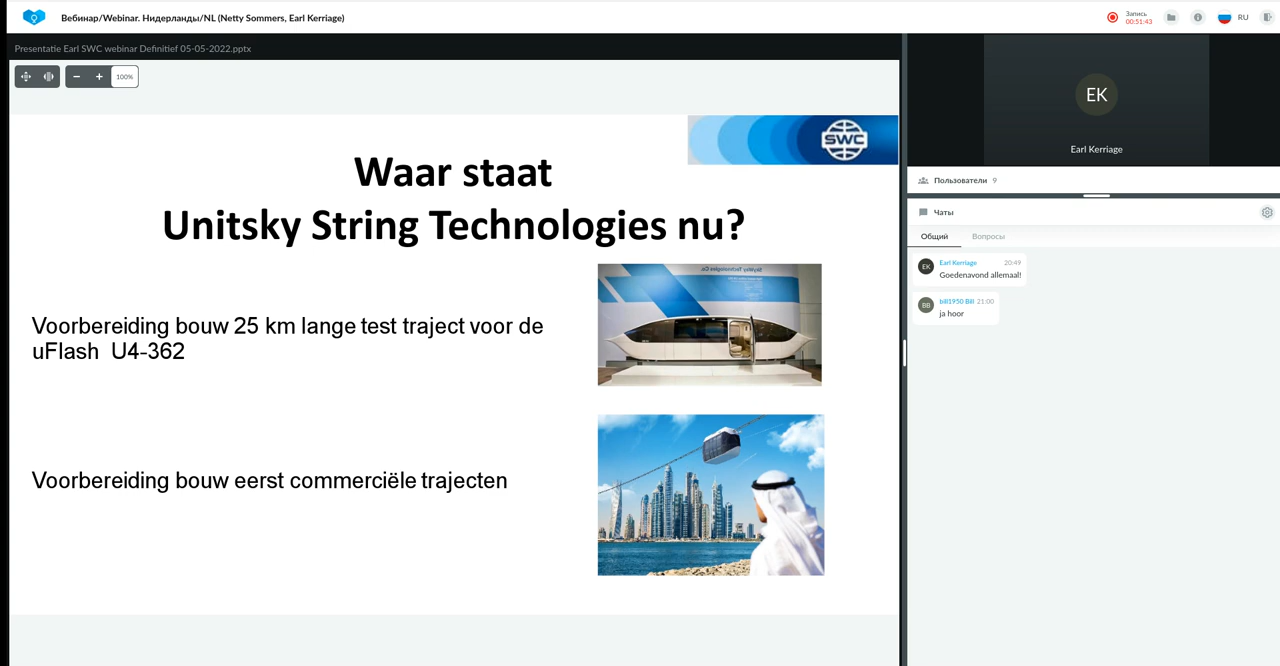 Вебинар/Webinar. Нидерланды/NL (Netty Sommers, Earl Kerriage)
Запись
00:51:43
RU
Presentatie Earl SWC webinar Definitief 05-05-2022.pptx
100%
SWC
Waar staat
Unitsky String Technologies nu?
Voorbereiding bouw 25 km lange test traject voor de
uFlash U4-362
Voorbereiding bouw eerst commerciële trajecten
EK
Earl Kerriage
Пользователи 9
Чаты
Общий Вопросы
EK
Earl Kerriage 20:49
Goedenavond allemaal!
BB
bill1950 Bill 21:00
ja hoor